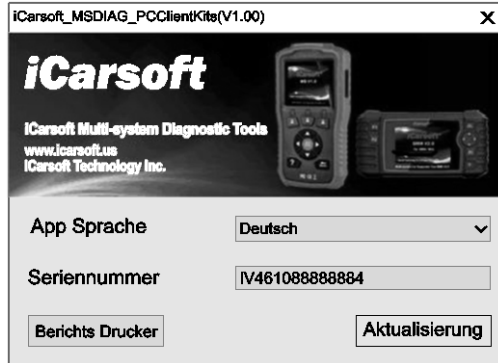 iCarsoft_MSDIAG_PCClientKits(V1.00)
iCarsoft
iCarsoft Multi-system Diagnostic Tools
www.icarsoft.us
iCarsoft Technology Inc.
iCarsoft
App Sprache
Deutsch
Seriennummer
IV461088888884
Berichts Drucker
Aktualisierung